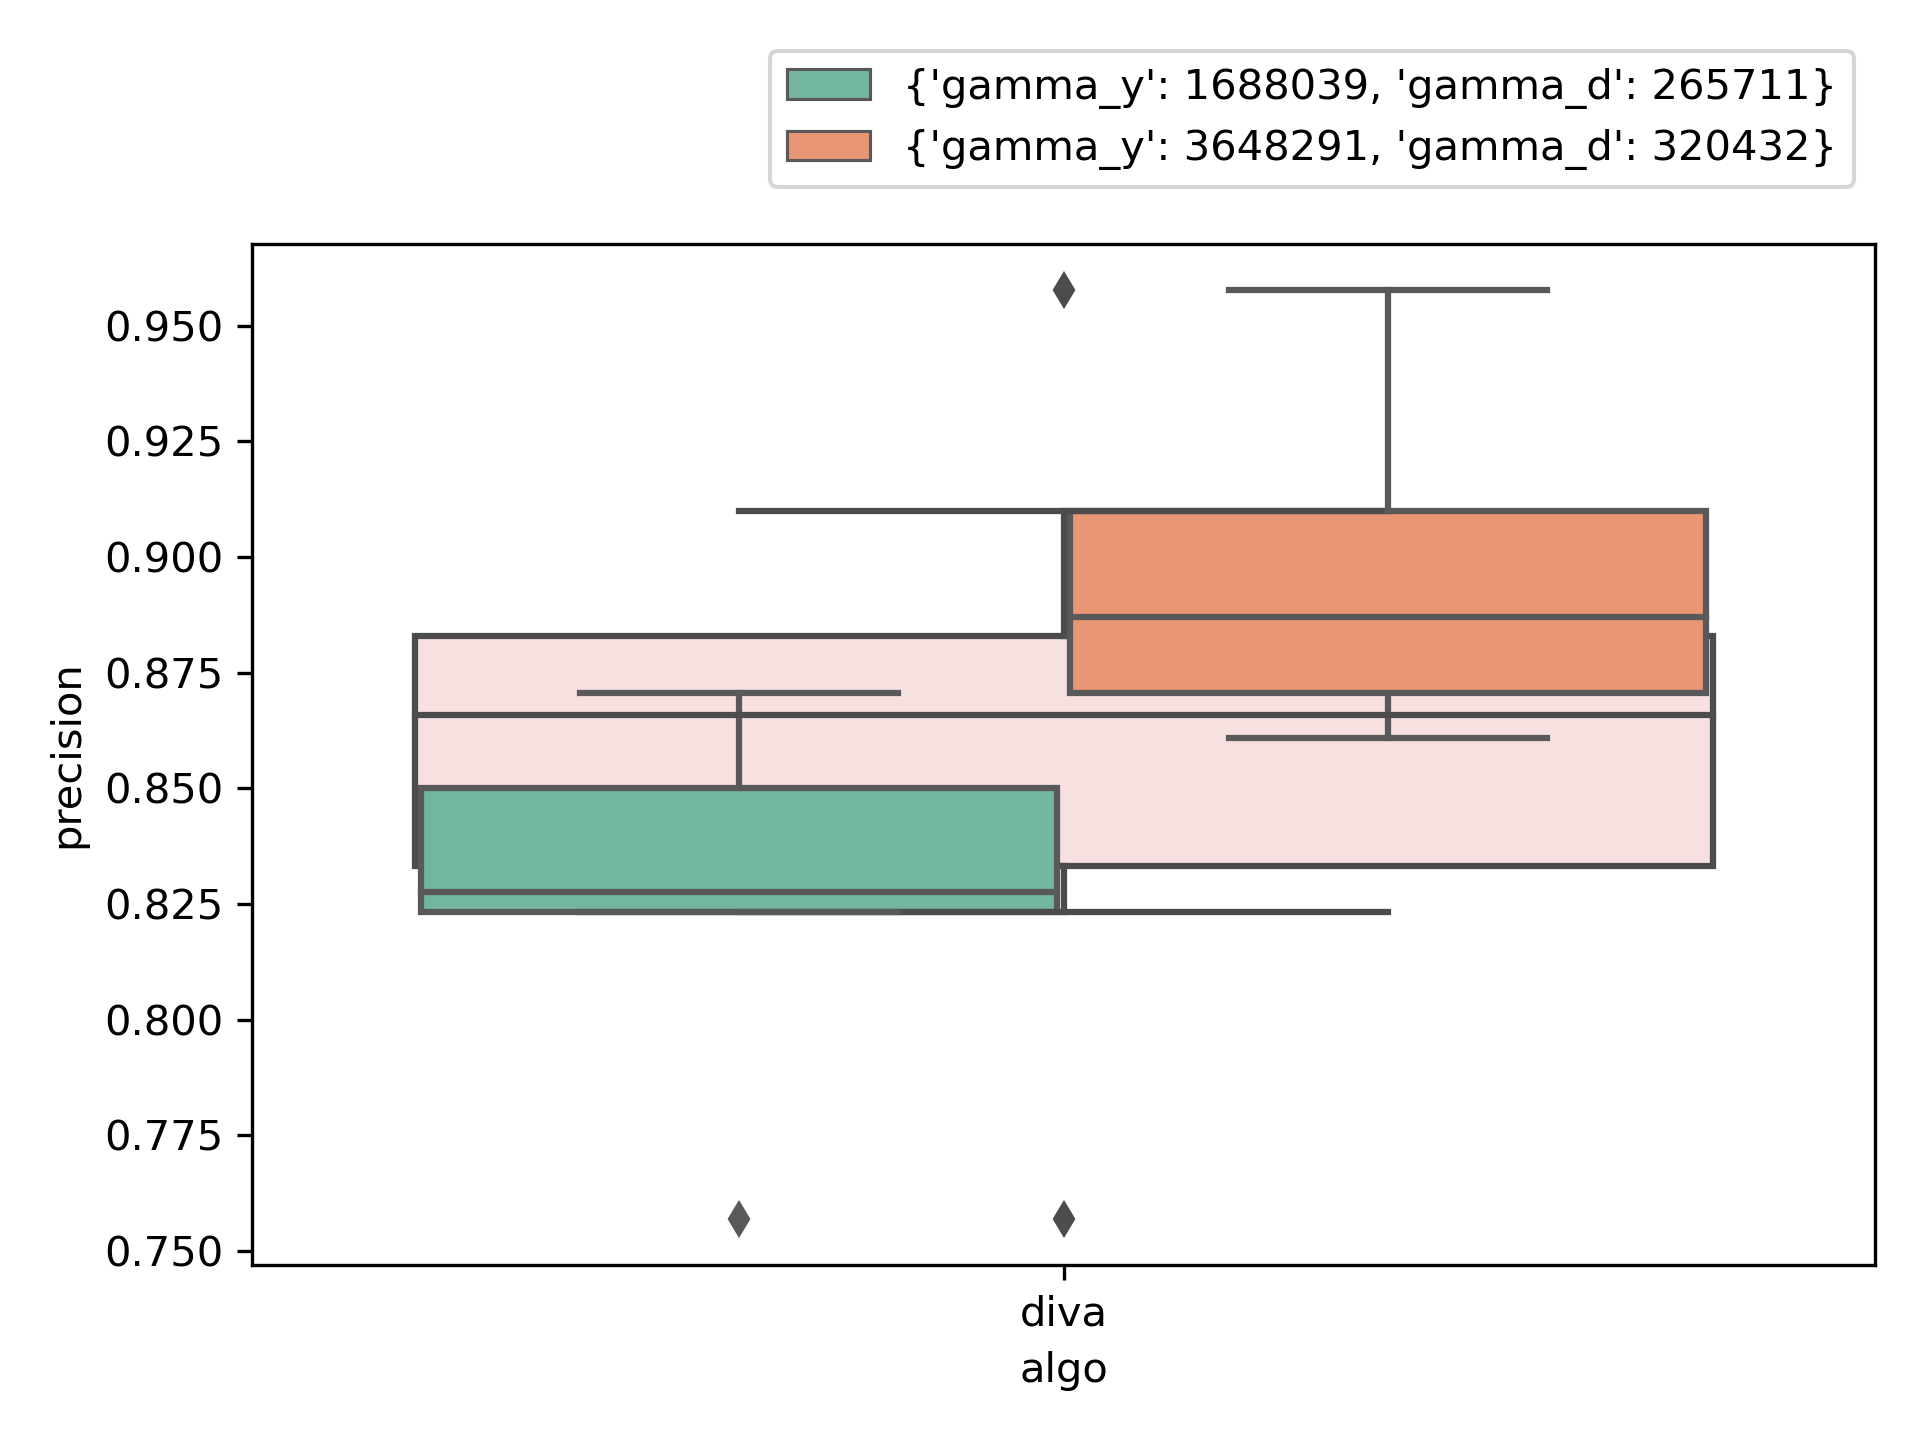 {'gamma_y': 1688039, 'gamma_d': 265711}
{'gamma_y': 3648291, 'gamma_d': 320432}
0.950
0.925
0.900
0.875
0.850
0.825
0.800
0.775
0.750
precision
diva
algo